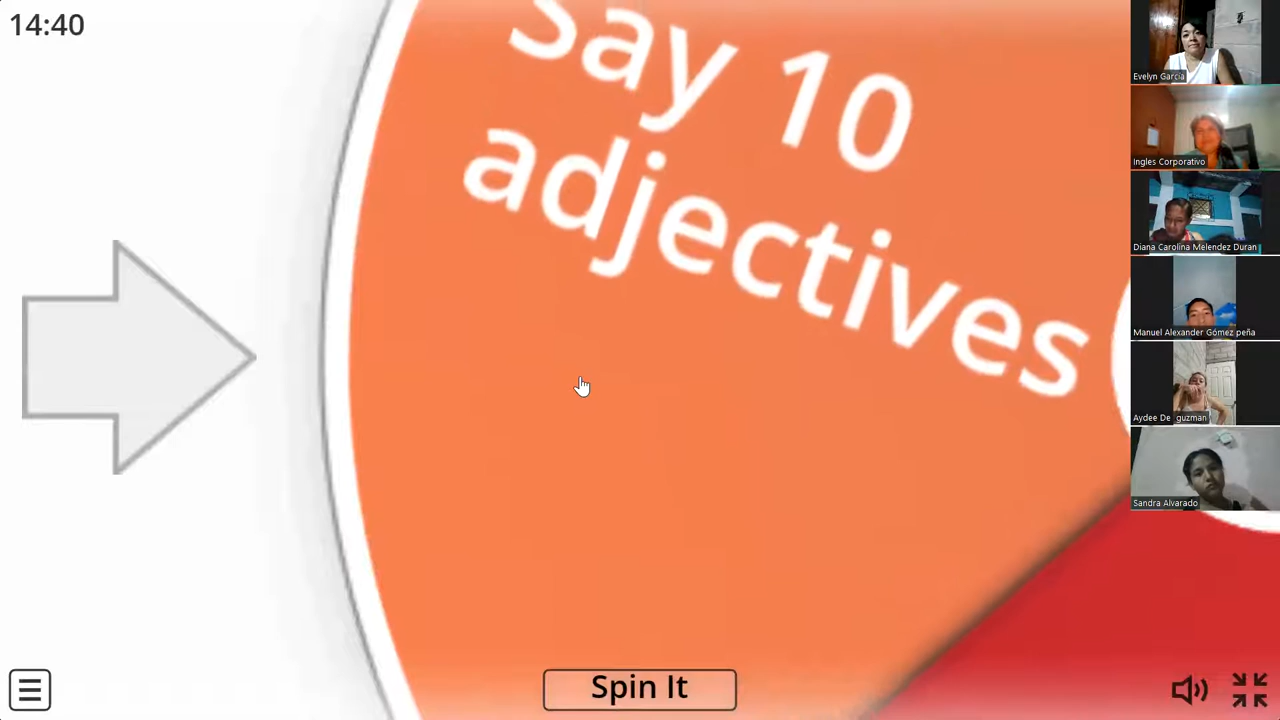 14:40
Say 10
adjectives
Spin It
Evelyn García
Ingles Corporativo
Diana Carolina Melendez Duran
Manuel Alexander Gómez peña
Aydee De guzman
Sandra Alvarado